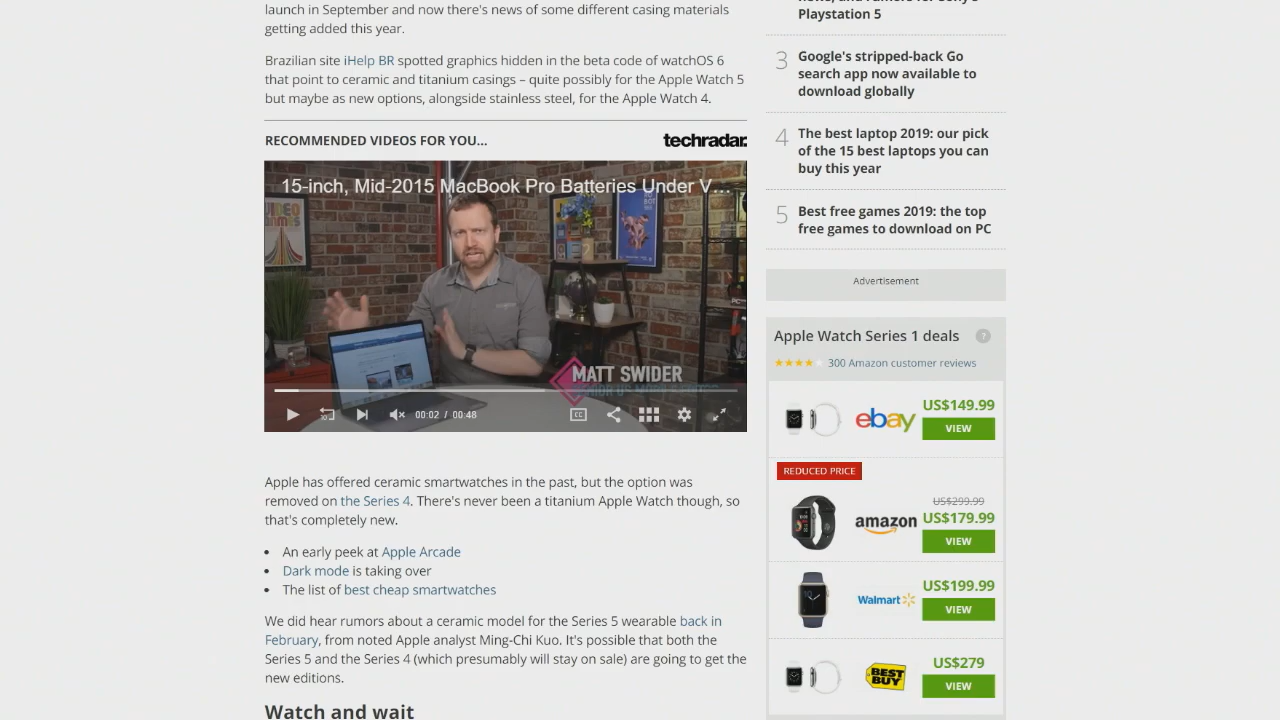 launch in September and now there's news of some different casing materials
getting added this year.
Brazilian site iHelp BR spotted graphics hidden in the beta code of watchOS 6
that point to ceramic and titanium casings – quite possibly for the Apple Watch 5
but maybe as new options, alongside stainless steel, for the Apple Watch 4.
RECOMMENDED VIDEOS FOR YOU...
techradar.
15-inch, Mid-2015 MacBook Pro Batteries Under V...
MATT SWIDER
00:02 / 00:48
CC
Apple has offered ceramic smartwatches in the past, but the option was
removed on the Series 4. There's never been a titanium Apple Watch though, so
that's completely new.
• An early peek at Apple Arcade
• Dark mode is taking over
• The list of best cheap smartwatches
We did hear rumors about a ceramic model for the Series 5 wearable back in
February, from noted Apple analyst Ming-Chi Kuo. It's possible that both the
Series 5 and the Series 4 (which presumably will stay on sale) are going to get the
new editions.
Watch and wait
Playstation 5
3 Google's stripped-back Go
search app now available to
download globally
4 The best laptop 2019: our pick
of the 15 best laptops you can
buy this year
5 Best free games 2019: the top
free games to download on PC
Advertisement
Apple Watch Series 1 deals ?
300 Amazon customer reviews
ebay US$149.99
VIEW
REDUCED PRICE
US$299.99
amazon US$179.99
VIEW
Walmart US$199.99
VIEW
BEST BUY US$279
VIEW